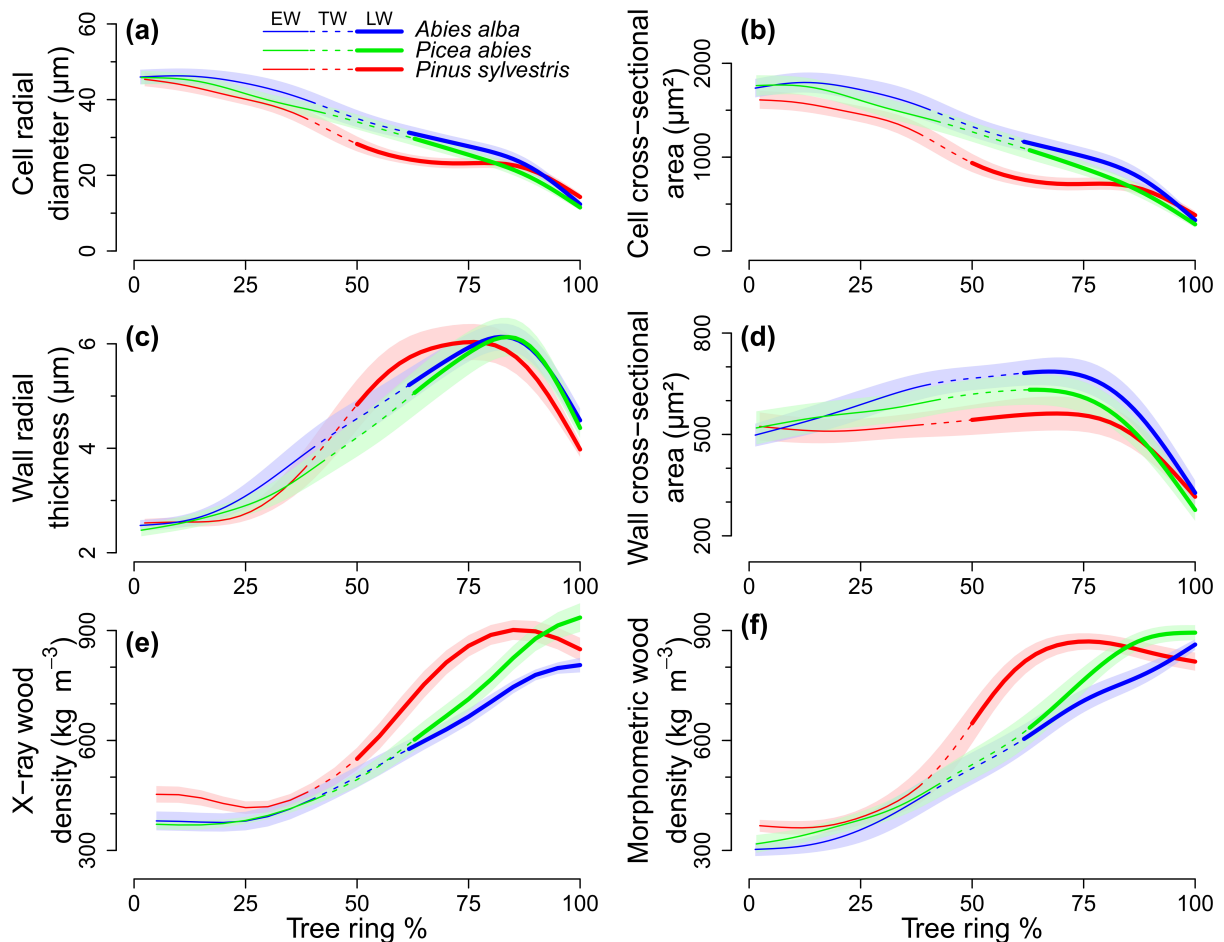 (a)
EW TW LW
Abies alba
Picea abies
Pinus sylvestris
Cell radial
diameter (µm)
60
40
20
0
0 25 50 75 100
(b)
Cell cross−sectional
area (µm²)
2000
1000
0
0 25 50 75 100
(c)
Wall radial
thickness (µm)
6
4
2
0 25 50 75 100
(d)
Wall cross−sectional
area (µm²)
800
500
200
0 25 50 75 100
(e)
X−ray wood
density (kg m−3)
900
600
300
0 25 50 75 100
Tree ring %
(f)
Morphometric wood
density (kg m−3)
900
600
300
0 25 50 75 100
Tree ring %